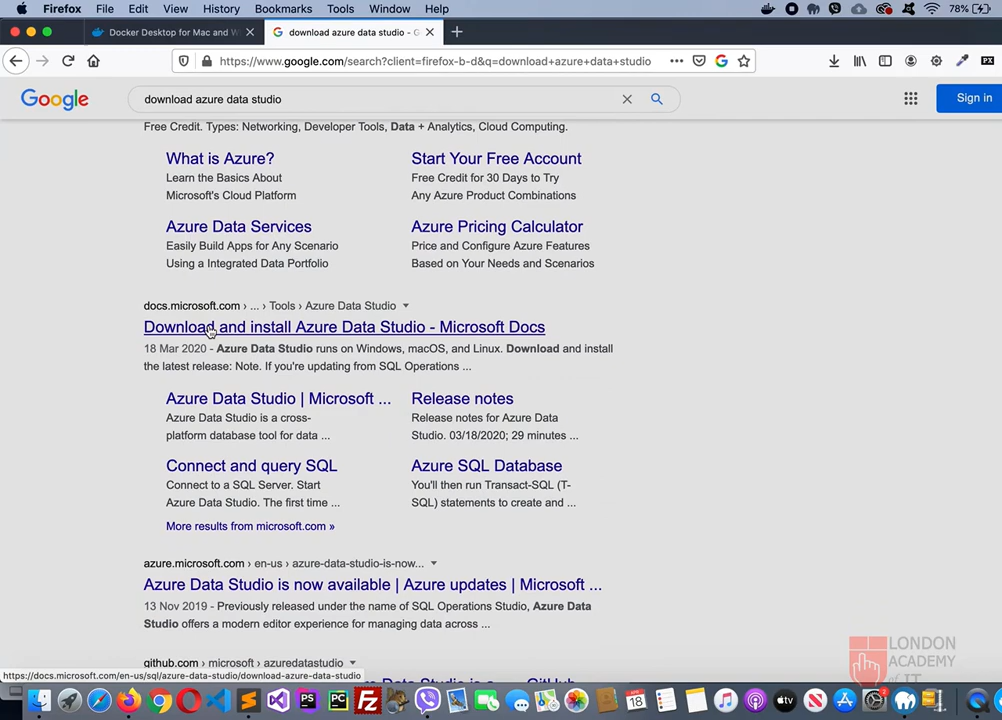 Firefox File Edit View History Bookmarks Tools Window Help 78%
Docker Desktop for Mac and W
download azure data studio - G
https://www.google.com/search?client=firefox-b-d&q=download+azure+data+studio
Google
download azure data studio
Sign in
Free Credit. Types: Networking, Developer Tools, Data + Analytics, Cloud Computing.
What is Azure?
Learn the Basics About
Microsoft's Cloud Platform
Start Your Free Account
Free Credit for 30 Days to Try
Any Azure Product Combinations
Azure Data Services
Easily Build Apps for Any Scenario
Using a Integrated Data Portfolio
Azure Pricing Calculator
Price and Configure Azure Features
Based on Your Needs and Scenarios
docs.microsoft.com › ... › Tools › Azure Data Studio
Download and install Azure Data Studio - Microsoft Docs
18 Mar 2020 - Azure Data Studio runs on Windows, macOS, and Linux. Download and install
the latest release: Note. If you're updating from SQL Operations ...
Azure Data Studio | Microsoft ...
Azure Data Studio is a cross-
platform database tool for data ...
Release notes
Release notes for Azure Data
Studio. 03/18/2020; 29 minutes ...
Connect and query SQL
Connect to a SQL Server. Start
Azure Data Studio. The first time ...
Azure SQL Database
You'll then run Transact-SQL (T-
SQL) statements to create and ...
More results from microsoft.com »
azure.microsoft.com › en-us › azure-data-studio-is-now...
Azure Data Studio is now available | Azure updates | Microsoft ...
13 Nov 2019 - Previously released under the name of SQL Operations Studio, Azure Data
Studio offers a modern editor experience for managing data across ...
github.com › microsoft › azuredatastudio
https://docs.microsoft.com/en-us/sql/azure-data-studio/download-azure-data-studio
LONDON
ACADEMY
of IT